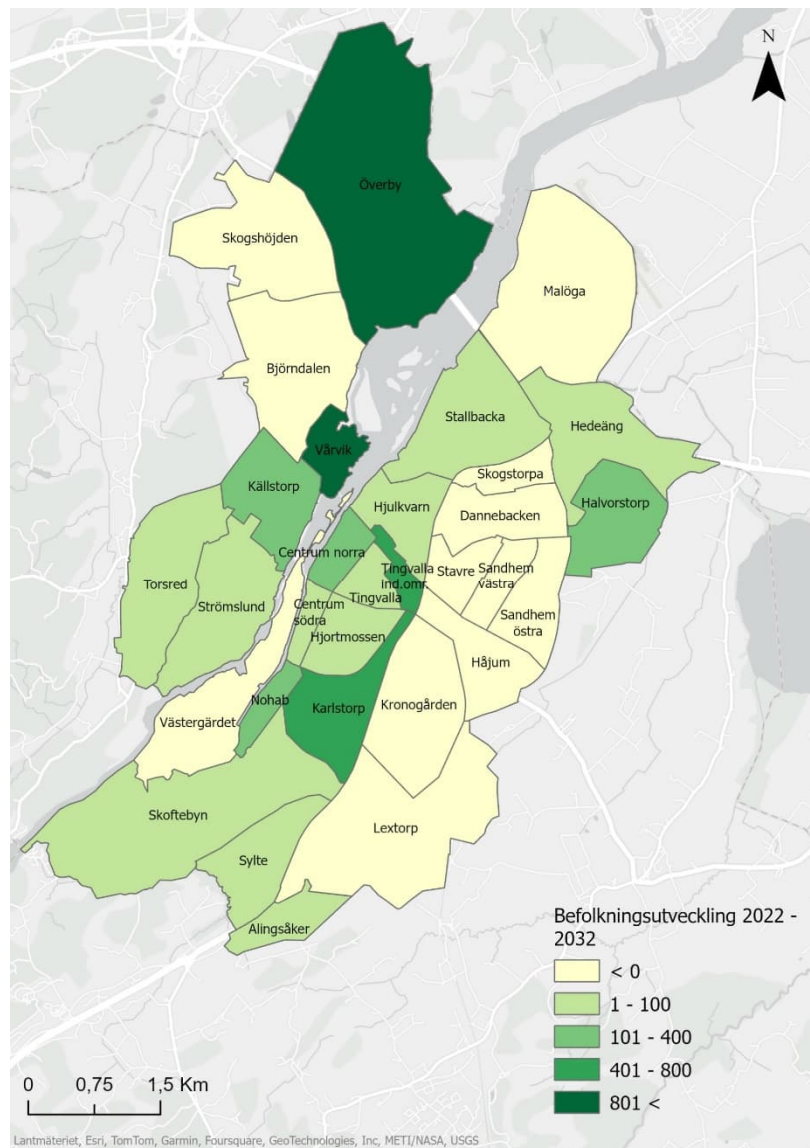 N
Överby
Skogshöjden
Malöga
Björndalen
Stallbacka
Hedeäng
Vårvik
Skogstorpa
Källstorp
Halvorstorp
Hjulkvarn
Dannebacken
Centrum norra
Tingvalla
ind.omr.
Stavre
Sandhem
västra
Torsred
Strömslund
Tingvalla
Centrum
södra
Sandhem
östra
Hjortmossen
Håjum
Nohab
Karlstorp
Kronogården
Västergärdet
Skoftebyn
Lextorp
Sylte
Alingsåker
Befolkningsutveckling 2022 -
2032
< 0
1 - 100
101 - 400
401 - 800
801 <
0 0,75 1,5 Km
Lantmäteriet, Esri, TomTom, Garmin, Foursquare, GeoTechnologies, Inc, METI/NASA, USGS